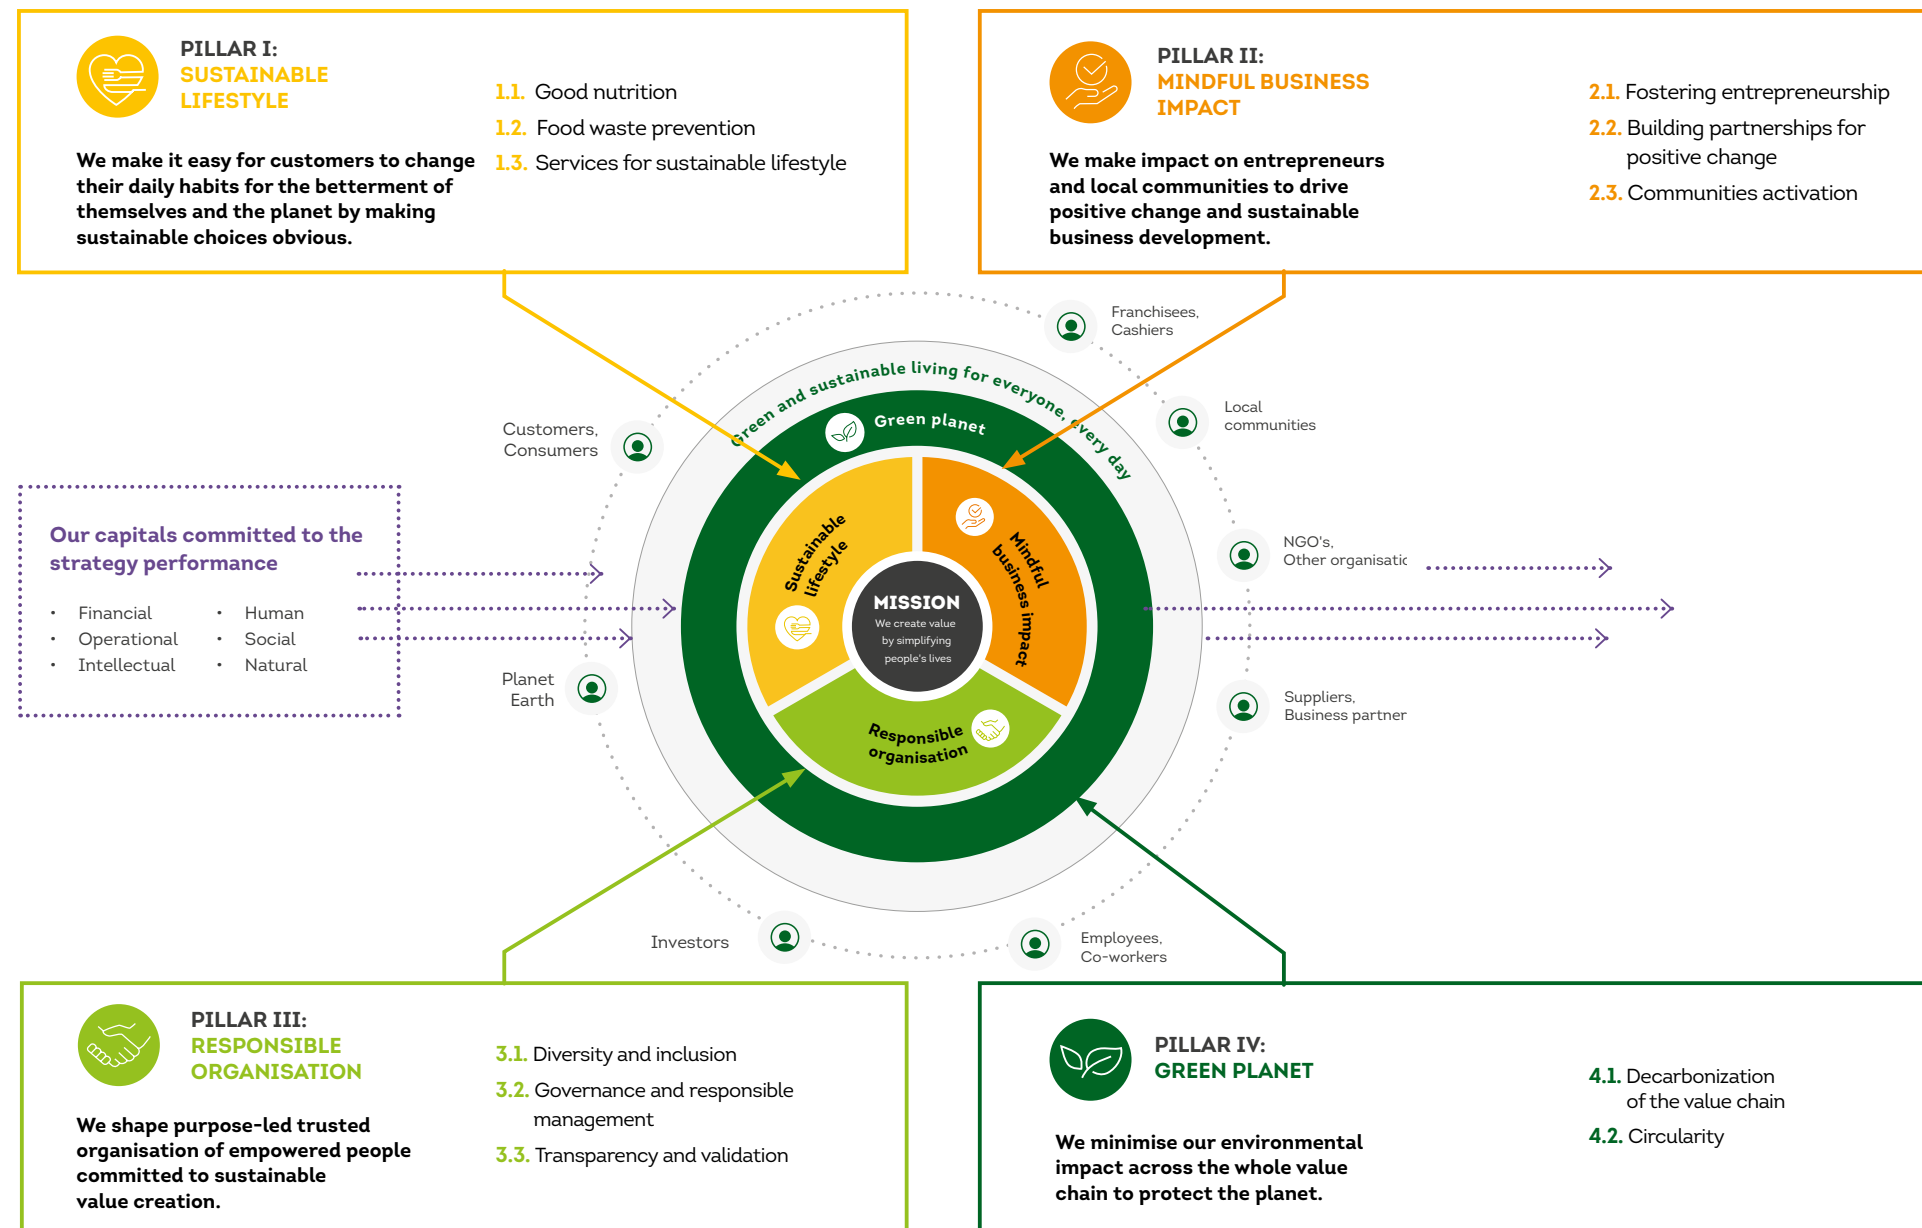 PILLAR I:
SUSTAINABLE
LIFESTYLE
We make it easy for customers to change
their daily habits for the betterment of
themselves and the planet by making
sustainable choices obvious.
1.1. Good nutrition
1.2. Food waste prevention
1.3. Services for sustainable lifestyle
PILLAR II:
MINDFUL BUSINESS
IMPACT
We make impact on entrepreneurs
and local communities to drive
positive change and sustainable
business development.
2.1. Fostering entrepreneurship
2.2. Building partnerships for
positive change
2.3. Communities activation
Franchisees,
Cashiers
Local
communities
Customers,
Consumers
Green and sustainable living for everyone, every day
Green planet
Sustainable
lifestyle
Mindful
business impact
MISSION
We create value
by simplifying
people's lives
Responsible
organisation
Our capitals committed to the
strategy performance
• Financial
• Operational
• Intellectual
• Human
• Social
• Natural
NGO's,
Other organisatic
Planet
Earth
Suppliers,
Business partner
Investors
Employees,
Co-workers
PILLAR III:
RESPONSIBLE
ORGANISATION
We shape purpose-led trusted
organisation of empowered people
committed to sustainable
value creation.
3.1. Diversity and inclusion
3.2. Governance and responsible
management
3.3. Transparency and validation
PILLAR IV:
GREEN PLANET
We minimise our environmental
impact across the whole value
chain to protect the planet.
4.1. Decarbonization
of the value chain
4.2. Circularity